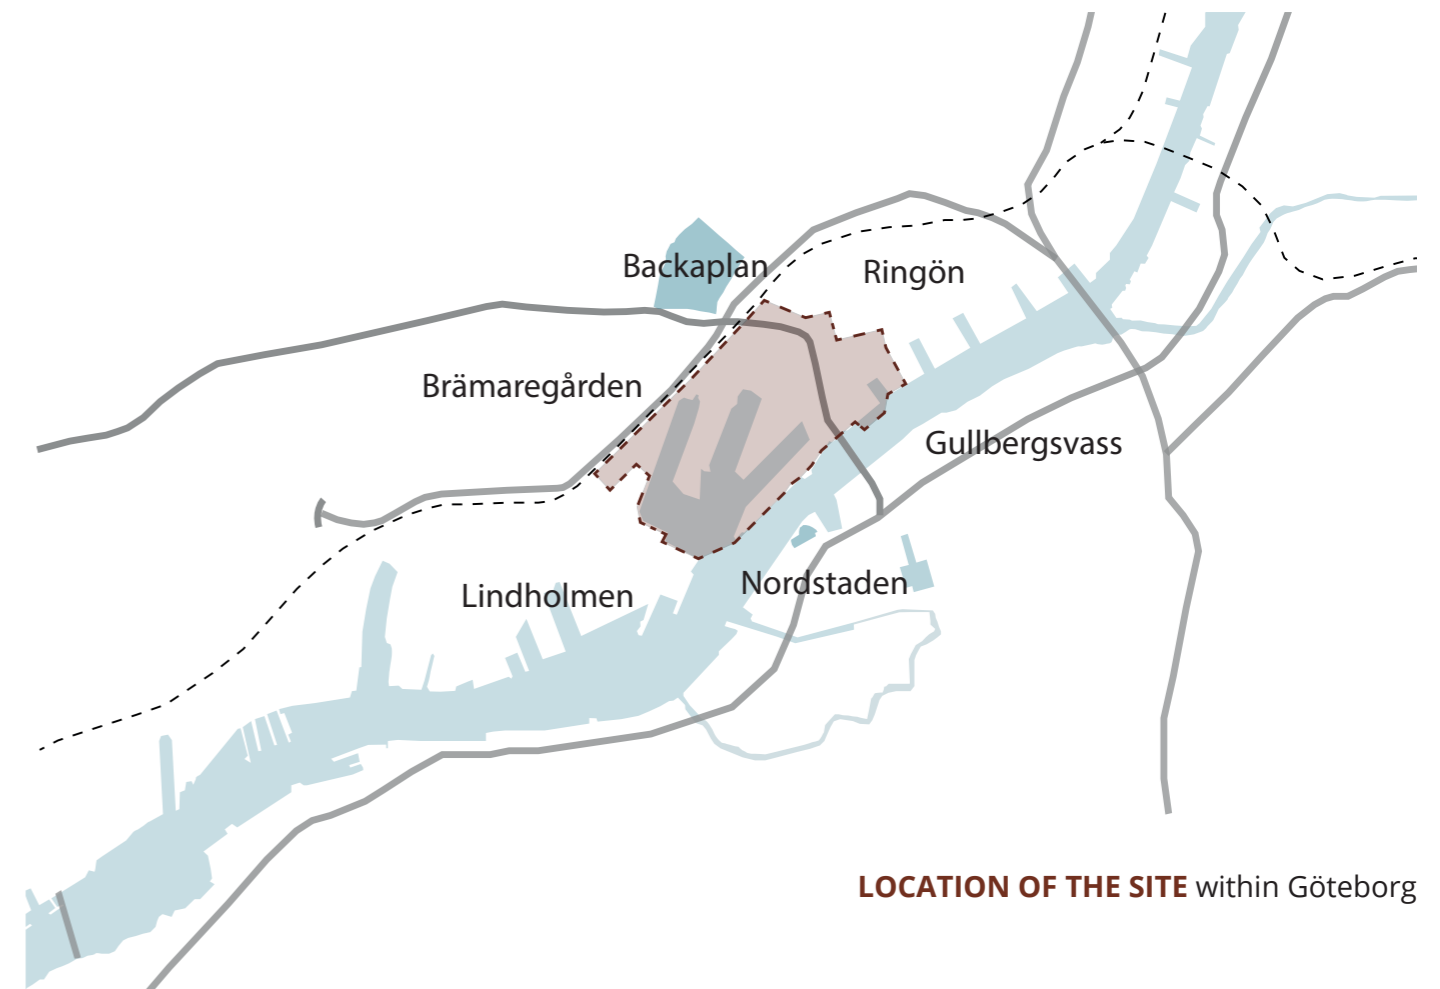 Backaplan
Ringön
Brämaregården
Gullbergsvass
Nordstaden
Lindholmen
LOCATION OF THE SITE within Göteborg